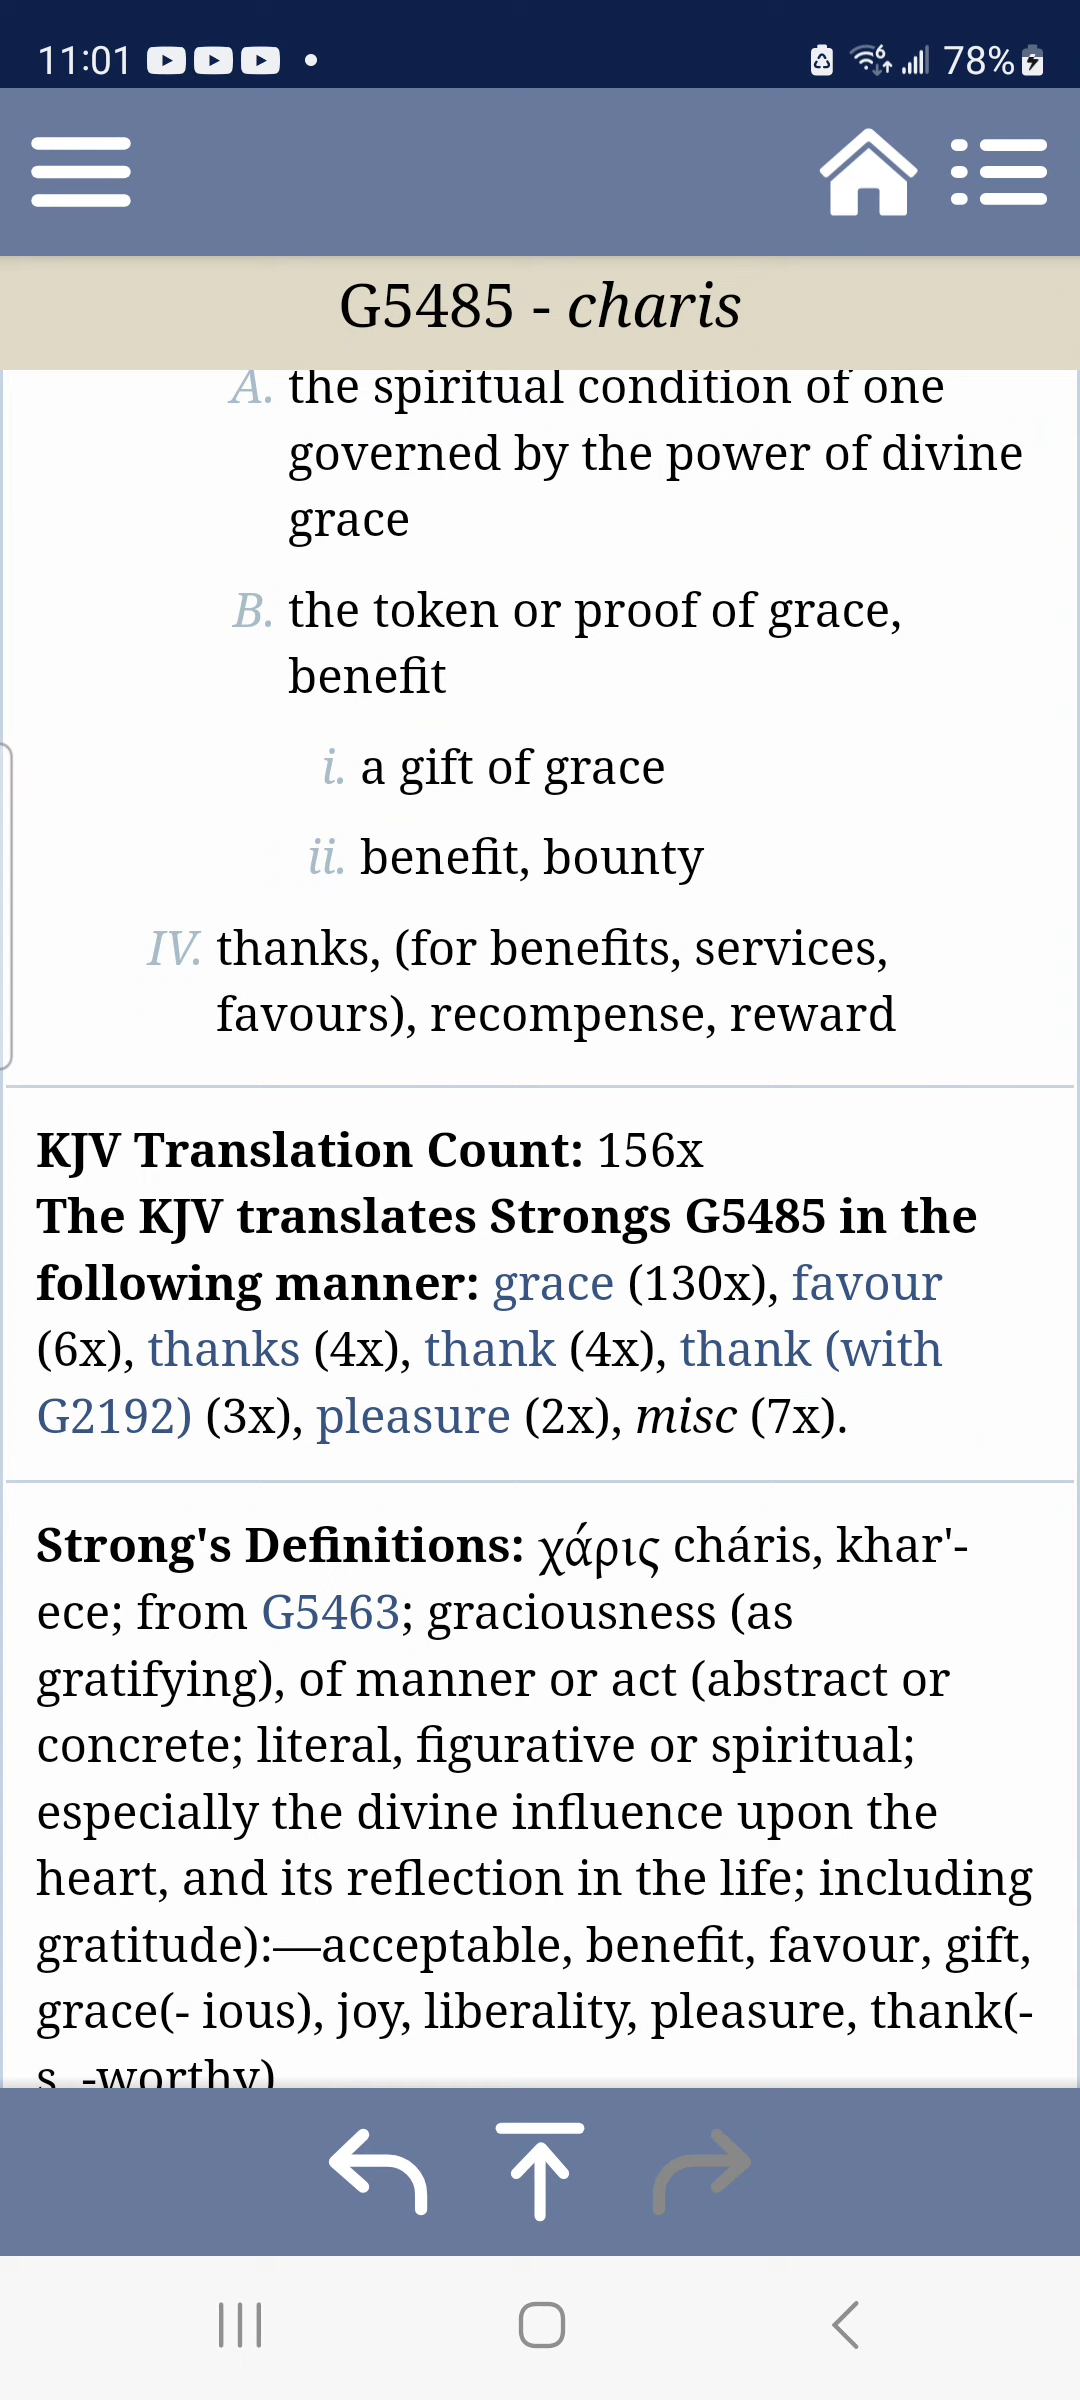 11:01
6
78%
G5485 - charis
A. the spiritual condition of one
governed by the power of divine
grace
B. the token or proof of grace,
benefit
i. a gift of grace
ii. benefit, bounty
IV. thanks, (for benefits, services,
favours), recompense, reward
KJV Translation Count: 156x
The KJV translates Strongs G5485 in the
following manner: grace (130x), favour
(6x), thanks (4x), thank (4x), thank (with
G2192) (3x), pleasure (2x), misc (7x).
Strong's Definitions: χάρις cháris, khar'-
ece; from G5463; graciousness (as
gratifying), of manner or act (abstract or
concrete; literal, figurative or spiritual;
especially the divine influence upon the
heart, and its reflection in the life; including
gratitude):—acceptable, benefit, favour, gift,
grace(- ious), joy, liberality, pleasure, thank(-
s, -worthy)